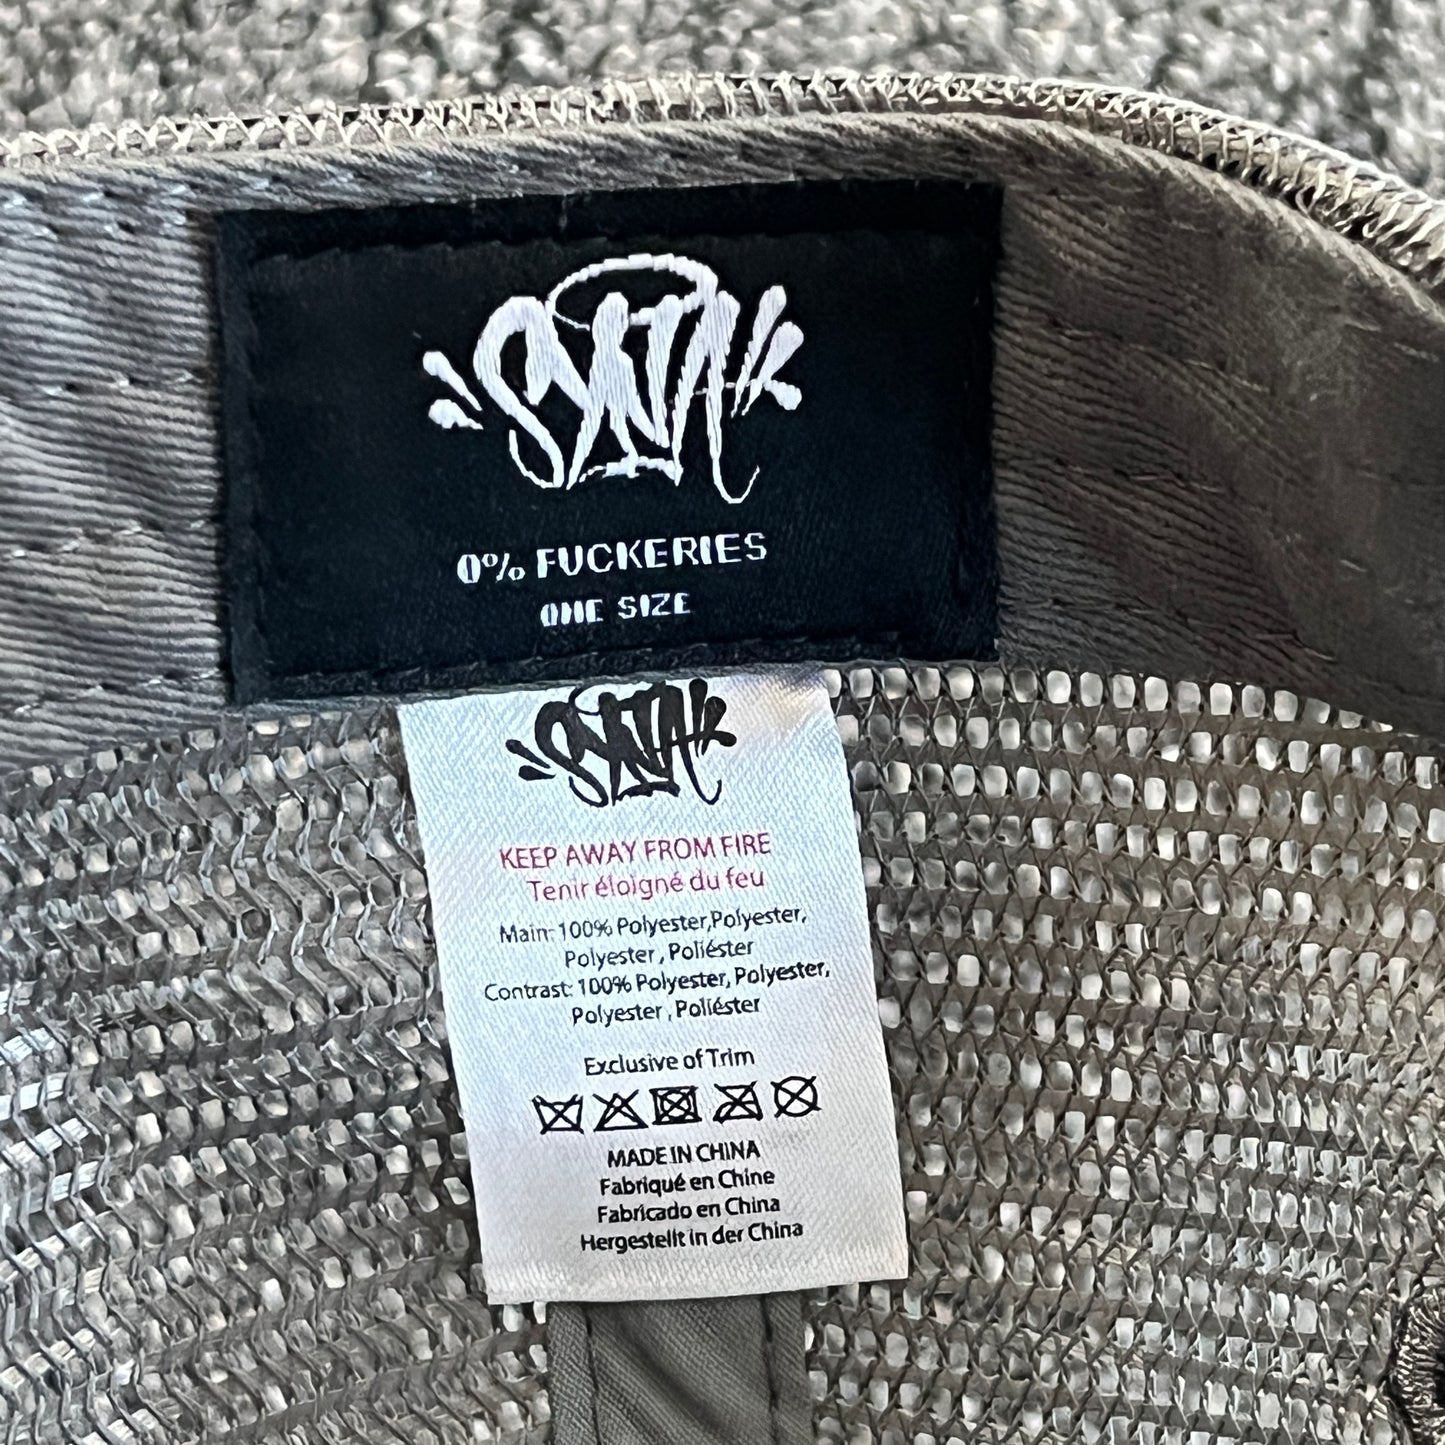 SYNA
0% FUCKERIES
ONE SIZE
SYNA
KEEP AWAY FROM FIRE
Tenir éloigné du feu
Main: 100% Polyester,Polyester,
Polyester , Poliéster
Contrast: 100% Polyester, Polyester,
Polyester , Poliéster
Exclusive of Trim
MADE IN CHINA
Fabriqué en Chine
Fabricado en China
Hergestellt in der China